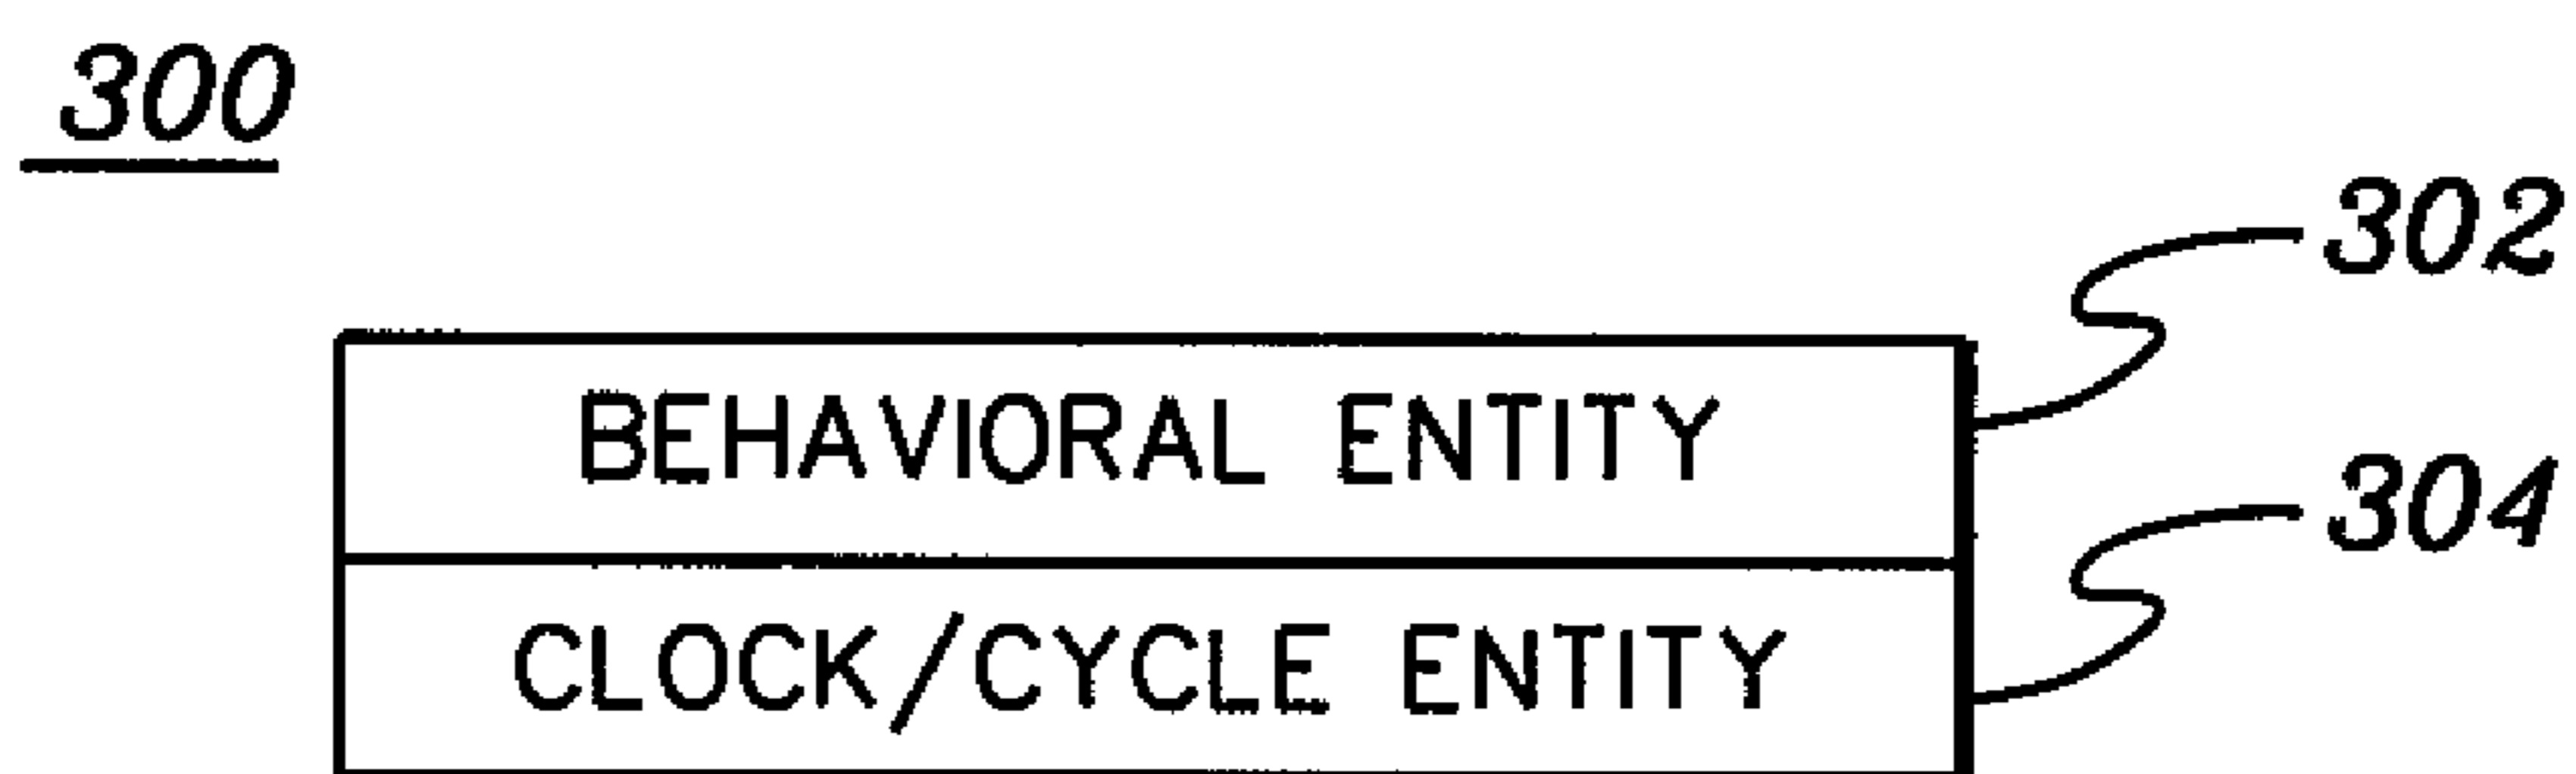 300
302
BEHAVIORAL ENTITY
304
CLOCK/CYCLE ENTITY